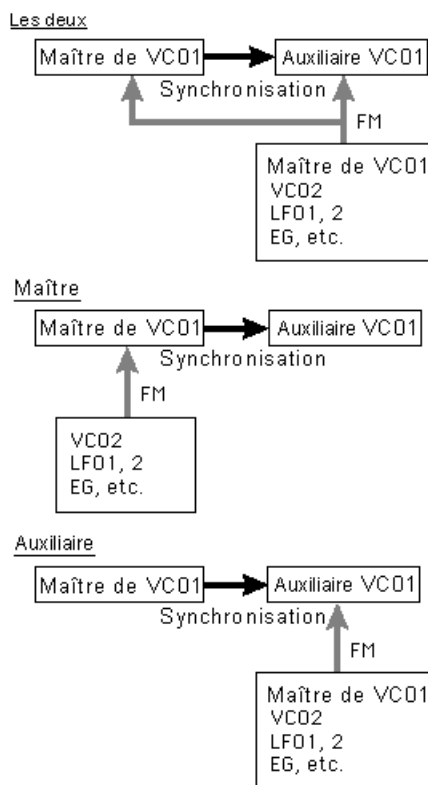 Les deux
Maître de VCO1
Auxiliaire VCO1
Synchronisation
FM
Maître de VCO1
VCO2
LFO1, 2
EG, etc.
Maître
Maître de VCO1
Auxiliaire VCO1
Synchronisation
FM
VCO2
LFO1, 2
EG, etc.
Auxiliaire
Maître de VCO1
Auxiliaire VCO1
Synchronisation
FM
Maître de VCO1
VCO2
LFO1, 2
EG, etc.